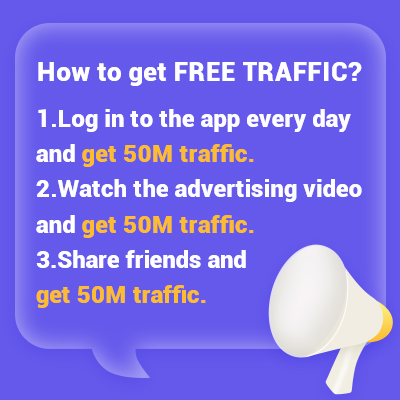 How to get FREE TRAFFIC?
1.Log in to the app every day
and get 50M traffic.
2.Watch the advertising video
and get 50M traffic.
3.Share friends and
get 50M traffic.